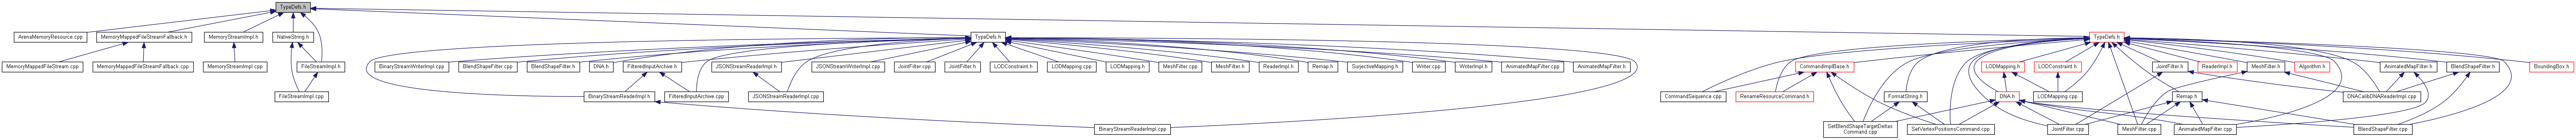 TypeDefs.h
ArenaMemoryResource.cpp
MemoryMappedFileStreamFallback.h
MemoryStreamImpl.h
NativeString.h
TypeDefs.h
TypeDefs.h
MemoryMappedFileStream.cpp
MemoryMappedFileStreamFallback.cpp
MemoryStreamImpl.cpp
FileStreamImpl.h
BinaryStreamWriterImpl.cpp
BlendShapeFilter.cpp
BlendShapeFilter.h
DNA.h
FilteredInputArchive.h
JSONStreamReaderImpl.h
JSONStreamWriterImpl.cpp
JointFilter.cpp
JointFilter.h
LODConstraint.h
LODMapping.cpp
LODMapping.h
MeshFilter.cpp
MeshFilter.h
ReaderImpl.h
Remap.h
SurjectiveMapping.h
Writer.cpp
WriterImpl.h
AnimatedMapFilter.cpp
AnimatedMapFilter.h
CommandImplBase.h
LODMapping.h
LODConstraint.h
JointFilter.h
ReaderImpl.h
MeshFilter.h
Algorithm.h
AnimatedMapFilter.h
BlendShapeFilter.h
BoundingBox.h
FileStreamImpl.cpp
BinaryStreamReaderImpl.h
FilteredInputArchive.cpp
JSONStreamReaderImpl.cpp
CommandSequence.cpp
RenameResourceCommand.h
FormatString.h
DNA.h
LODMapping.cpp
Remap.h
DNACalibDNAReaderImpl.cpp
BinaryStreamReaderImpl.cpp
SetBlendShapeTargetDeltas
Command.cpp
SetVertexPositionsCommand.cpp
JointFilter.cpp
MeshFilter.cpp
AnimatedMapFilter.cpp
BlendShapeFilter.cpp